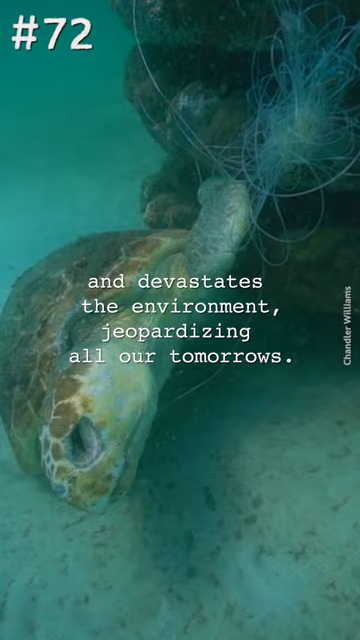 #72
and devastates
the environment,
jeopardizing
all our tomorrows.
Chandler Williams